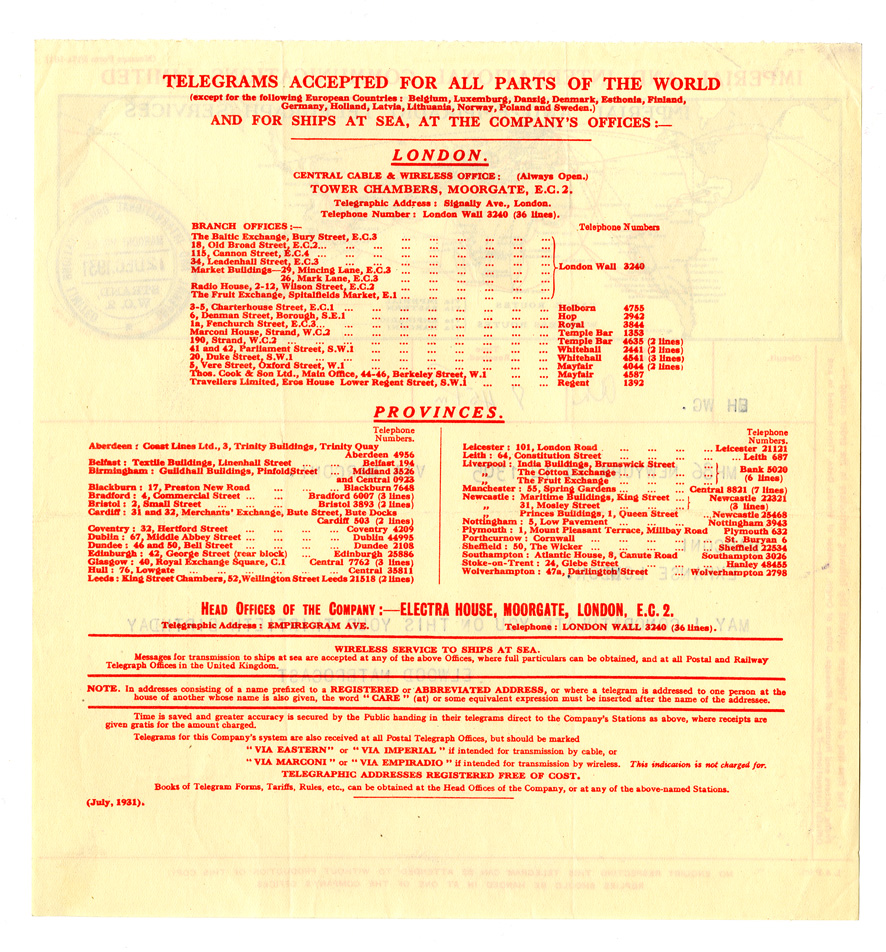 TELEGRAMS ACCEPTED FOR ALL PARTS OF THE WORLD
(except for the following European Countries : Belgium, Luxemburg, Danzig, Denmark, Esthonia, Finland,
Germany, Holland, Latvia, Lithuania, Norway, Poland and Sweden.)
AND FOR SHIPS AT SEA, AT THE COMPANY'S OFFICES :—
LONDON.
CENTRAL CABLE & WIRELESS OFFICE : (Always Open.)
TOWER CHAMBERS, MOORGATE, E.C. 2.
Telegraphic Address : Signally Ave., London.
Telephone Number : London Wall 3240 (36 lines).
BRANCH OFFICES :— Telephone Numbers
The Baltic Exchange, Bury Street, E.C.3
18, Old Broad Street, E.C.2
115, Cannon Street, E.C.4
34, Leadenhall Street, E.C.3
Market Buildings—29, Mincing Lane, E.C.3 London Wall 3240
26, Mark Lane, E.C.3
Radio House, 2-12, Wilson Street, E.C.2
The Fruit Exchange, Spitalfields Market, E.1
3-5, Charterhouse Street, E.C.1 Holborn 4755
6, Denman Street, Borough, S.E.1 Hop 2942
1a, Fenchurch Street, E.C.3 Royal 3844
Marconi House, Strand, W.C.2 Temple Bar 1353
190, Strand, W.C.2 Temple Bar 4635 (2 lines)
41 and 42, Parliament Street, S.W.1 Whitehall 2441 (2 lines)
20, Duke Street, S.W.1 Whitehall 4541 (3 lines)
5, Vere Street, Oxford Street, W.1 Mayfair 4044 (2 lines)
Thos. Cook & Son Ltd., Main Office, 44-46, Berkeley Street, W.1 Mayfair 4587
Travellers Limited, Eros House Lower Regent Street, S.W.1 Regent 1392
PROVINCES.
Telephone
Numbers.
Aberdeen : Coast Lines Ltd., 3, Trinity Buildings, Trinity Quay
Aberdeen 4956
Belfast : Textile Buildings, Linenhall Street Belfast 194
Birmingham : Guildhall Buildings, Pinfold Street Midland 3526
and Central 0923
Blackburn : 17, Preston New Road Blackburn 7648
Bradford : 4, Commercial Street Bradford 6007 (3 lines)
Bristol : 2, Small Street Bristol 3893 (2 lines)
Cardiff : 31 and 32, Merchants' Exchange, Bute Street, Bute Docks
Cardiff 503 (2 lines)
Coventry : 32, Hertford Street Coventry 4209
Dublin : 67, Middle Abbey Street Dublin 44995
Dundee : 46 and 50, Bell Street Dundee 2108
Edinburgh : 42, George Street (rear block) Edinburgh 25886
Glasgow : 40, Royal Exchange Square, C.1 Central 7762 (3 lines)
Hull : 76, Lowgate Central 35811
Leeds : King Street Chambers, 52, Wellington Street Leeds 21518 (2 lines)
Telephone
Numbers.
Leicester : 101, London Road Leicester 21121
Leith : 64, Constitution Street Leith 687
Liverpool : India Buildings, Brunswick Street
„ The Cotton Exchange Bank 5020
„ The Fruit Exchange (6 lines)
Manchester : 55, Spring Gardens Central 8821 (7 lines)
Newcastle : Maritime Buildings, King Street Newcastle 22321
„ 31, Mosley Street (3 lines)
„ Princes Buildings, 1, Queen Street Newcastle 25468
Nottingham : 5, Low Pavement Nottingham 3943
Plymouth : 1, Mount Pleasant Terrace, Millbay Road Plymouth 632
Porthcurnow : Cornwall St. Buryan 6
Sheffield : 50, The Wicker Sheffield 22534
Southampton : Atlantic House, 8, Canute Road Southampton 3026
Stoke-on-Trent : 24, Glebe Street Hanley 48455
Wolverhampton : 47a, Darlington Street Wolverhampton 2798
HEAD OFFICES OF THE COMPANY :—ELECTRA HOUSE, MOORGATE, LONDON, E.C. 2.
Telegraphic Address : EMPIREGRAM AVE. Telephone : LONDON WALL 3240 (36 lines).
WIRELESS SERVICE TO SHIPS AT SEA.
Messages for transmission to ships at sea are accepted at any of the above Offices, where full particulars can be obtained, and at all Postal and Railway
Telegraph Offices in the United Kingdom.
NOTE. In addresses consisting of a name prefixed to a REGISTERED or ABBREVIATED ADDRESS, or where a telegram is addressed to one person at the
house of another whose name is also given, the word " CARE " (at) or some equivalent expression must be inserted after the name of the addressee.
Time is saved and greater accuracy is secured by the Public handing in their telegrams direct to the Company's Stations as above, where receipts are
given gratis for the amount charged.
Telegrams for this Company's system are also received at all Postal Telegraph Offices, but should be marked
" VIA EASTERN" or " VIA IMPERIAL " if intended for transmission by cable, or
" VIA MARCONI " or " VIA EMPIRADIO " if intended for transmission by wireless. This indication is not charged for.
TELEGRAPHIC ADDRESSES REGISTERED FREE OF COST.
Books of Telegram Forms, Tariffs, Rules, etc., can be obtained at the Head Offices of the Company, or at any of the above-named Stations.
(July, 1931).